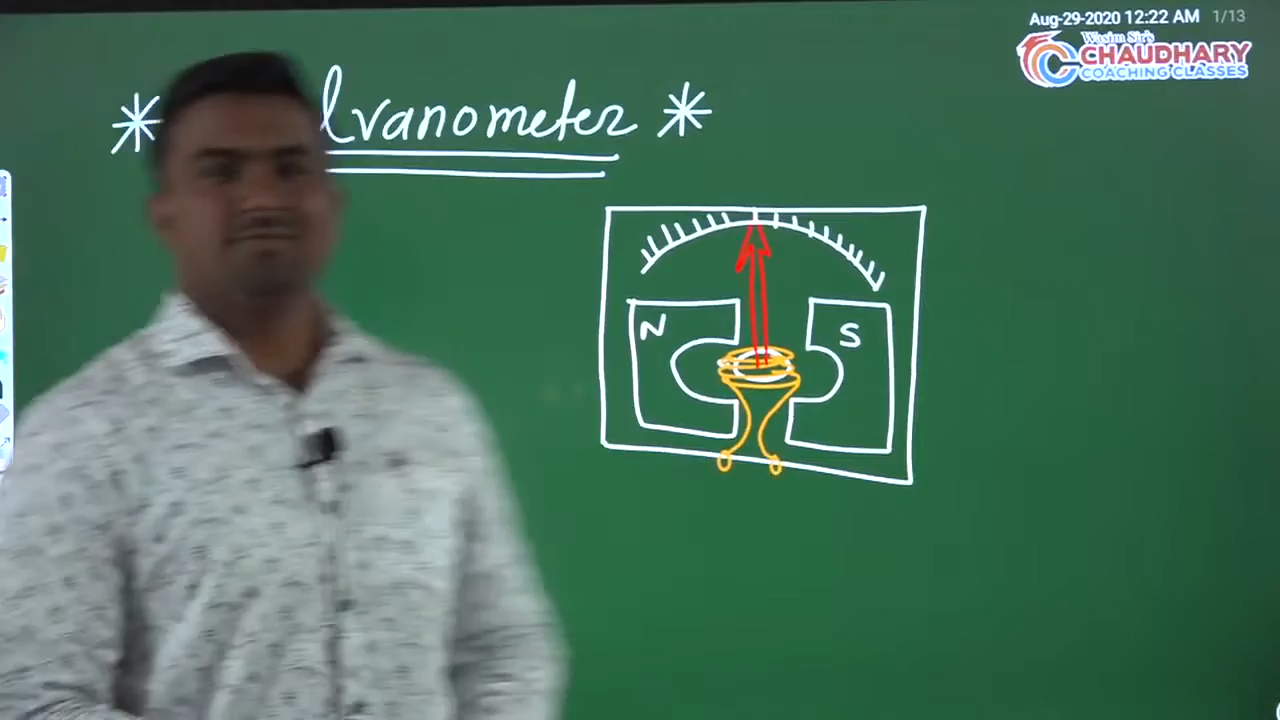 Aug-29-2020 12:22 AM 1/13
Wasim Sir's
CHAUDHARY
COACHING CLASSES
lvanometer
N
S